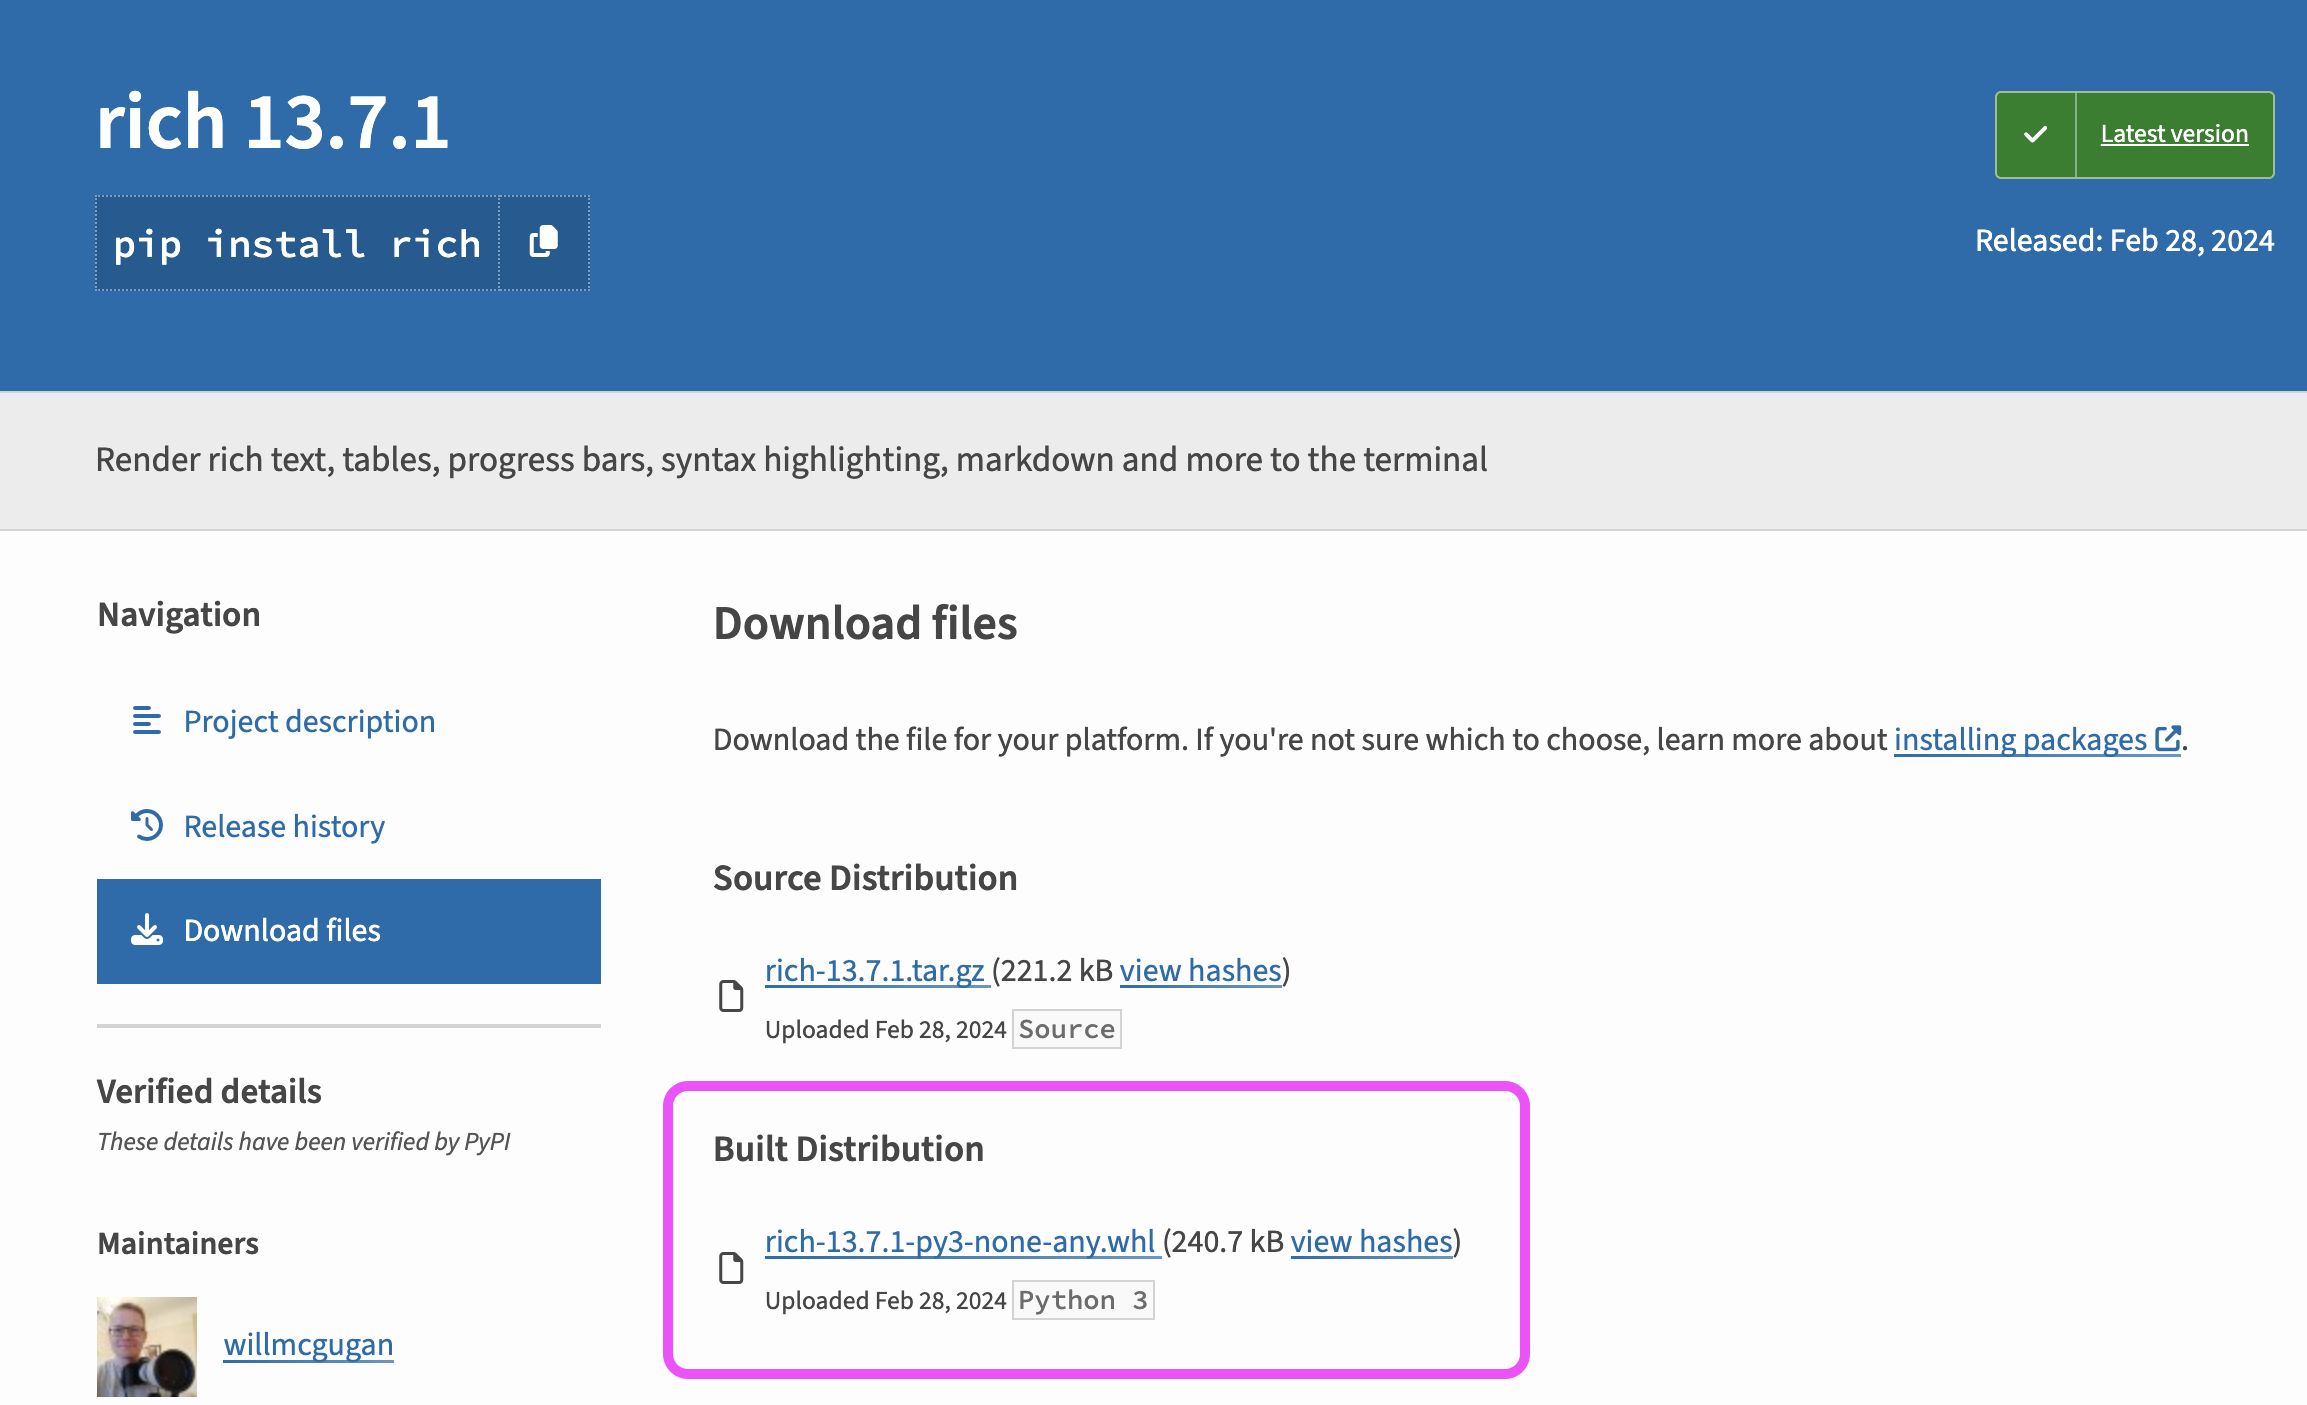 rich 13.7.1
pip install rich
Latest version
Released: Feb 28, 2024
Render rich text, tables, progress bars, syntax highlighting, markdown and more to the terminal
Navigation
Project description
Release history
Download files
Verified details
These details have been verified by PyPI
Maintainers
willmcgugan
Download files
Download the file for your platform. If you're not sure which to choose, learn more about installing packages.
Source Distribution
rich-13.7.1.tar.gz (221.2 kB view hashes)
Uploaded Feb 28, 2024 Source
Built Distribution
rich-13.7.1-py3-none-any.whl (240.7 kB view hashes)
Uploaded Feb 28, 2024 Python 3